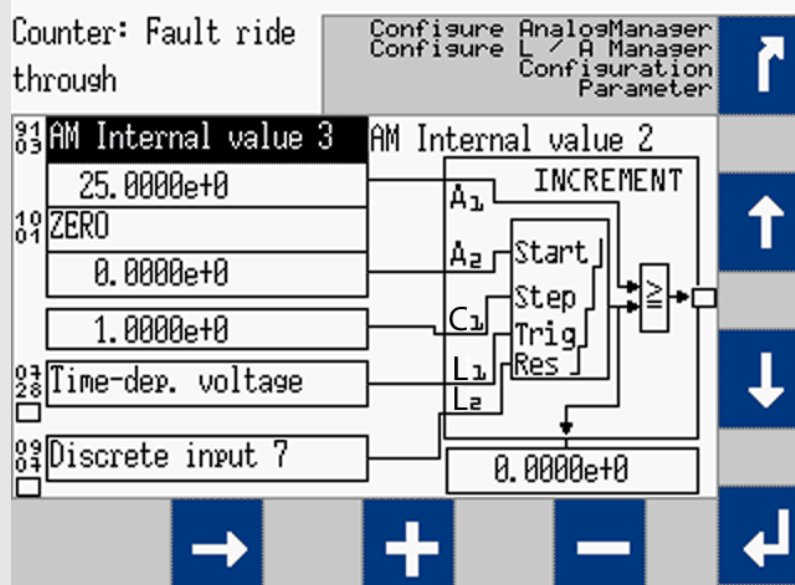 Counter: Fault ride
through
Configure AnalogManager
Configure L / A Manager
Configuration
Parameter
91
03
AM Internal value 3
AM Internal value 2
25.0000e+0
INCREMENT
A1
10
01
ZERO
0.0000e+0
A2
Start
1.0000e+0
C1
Step
Trig
≧
07
28
Time-dep. voltage
L1
Res
L2
09
07
Discrete input 7
0.0000e+0